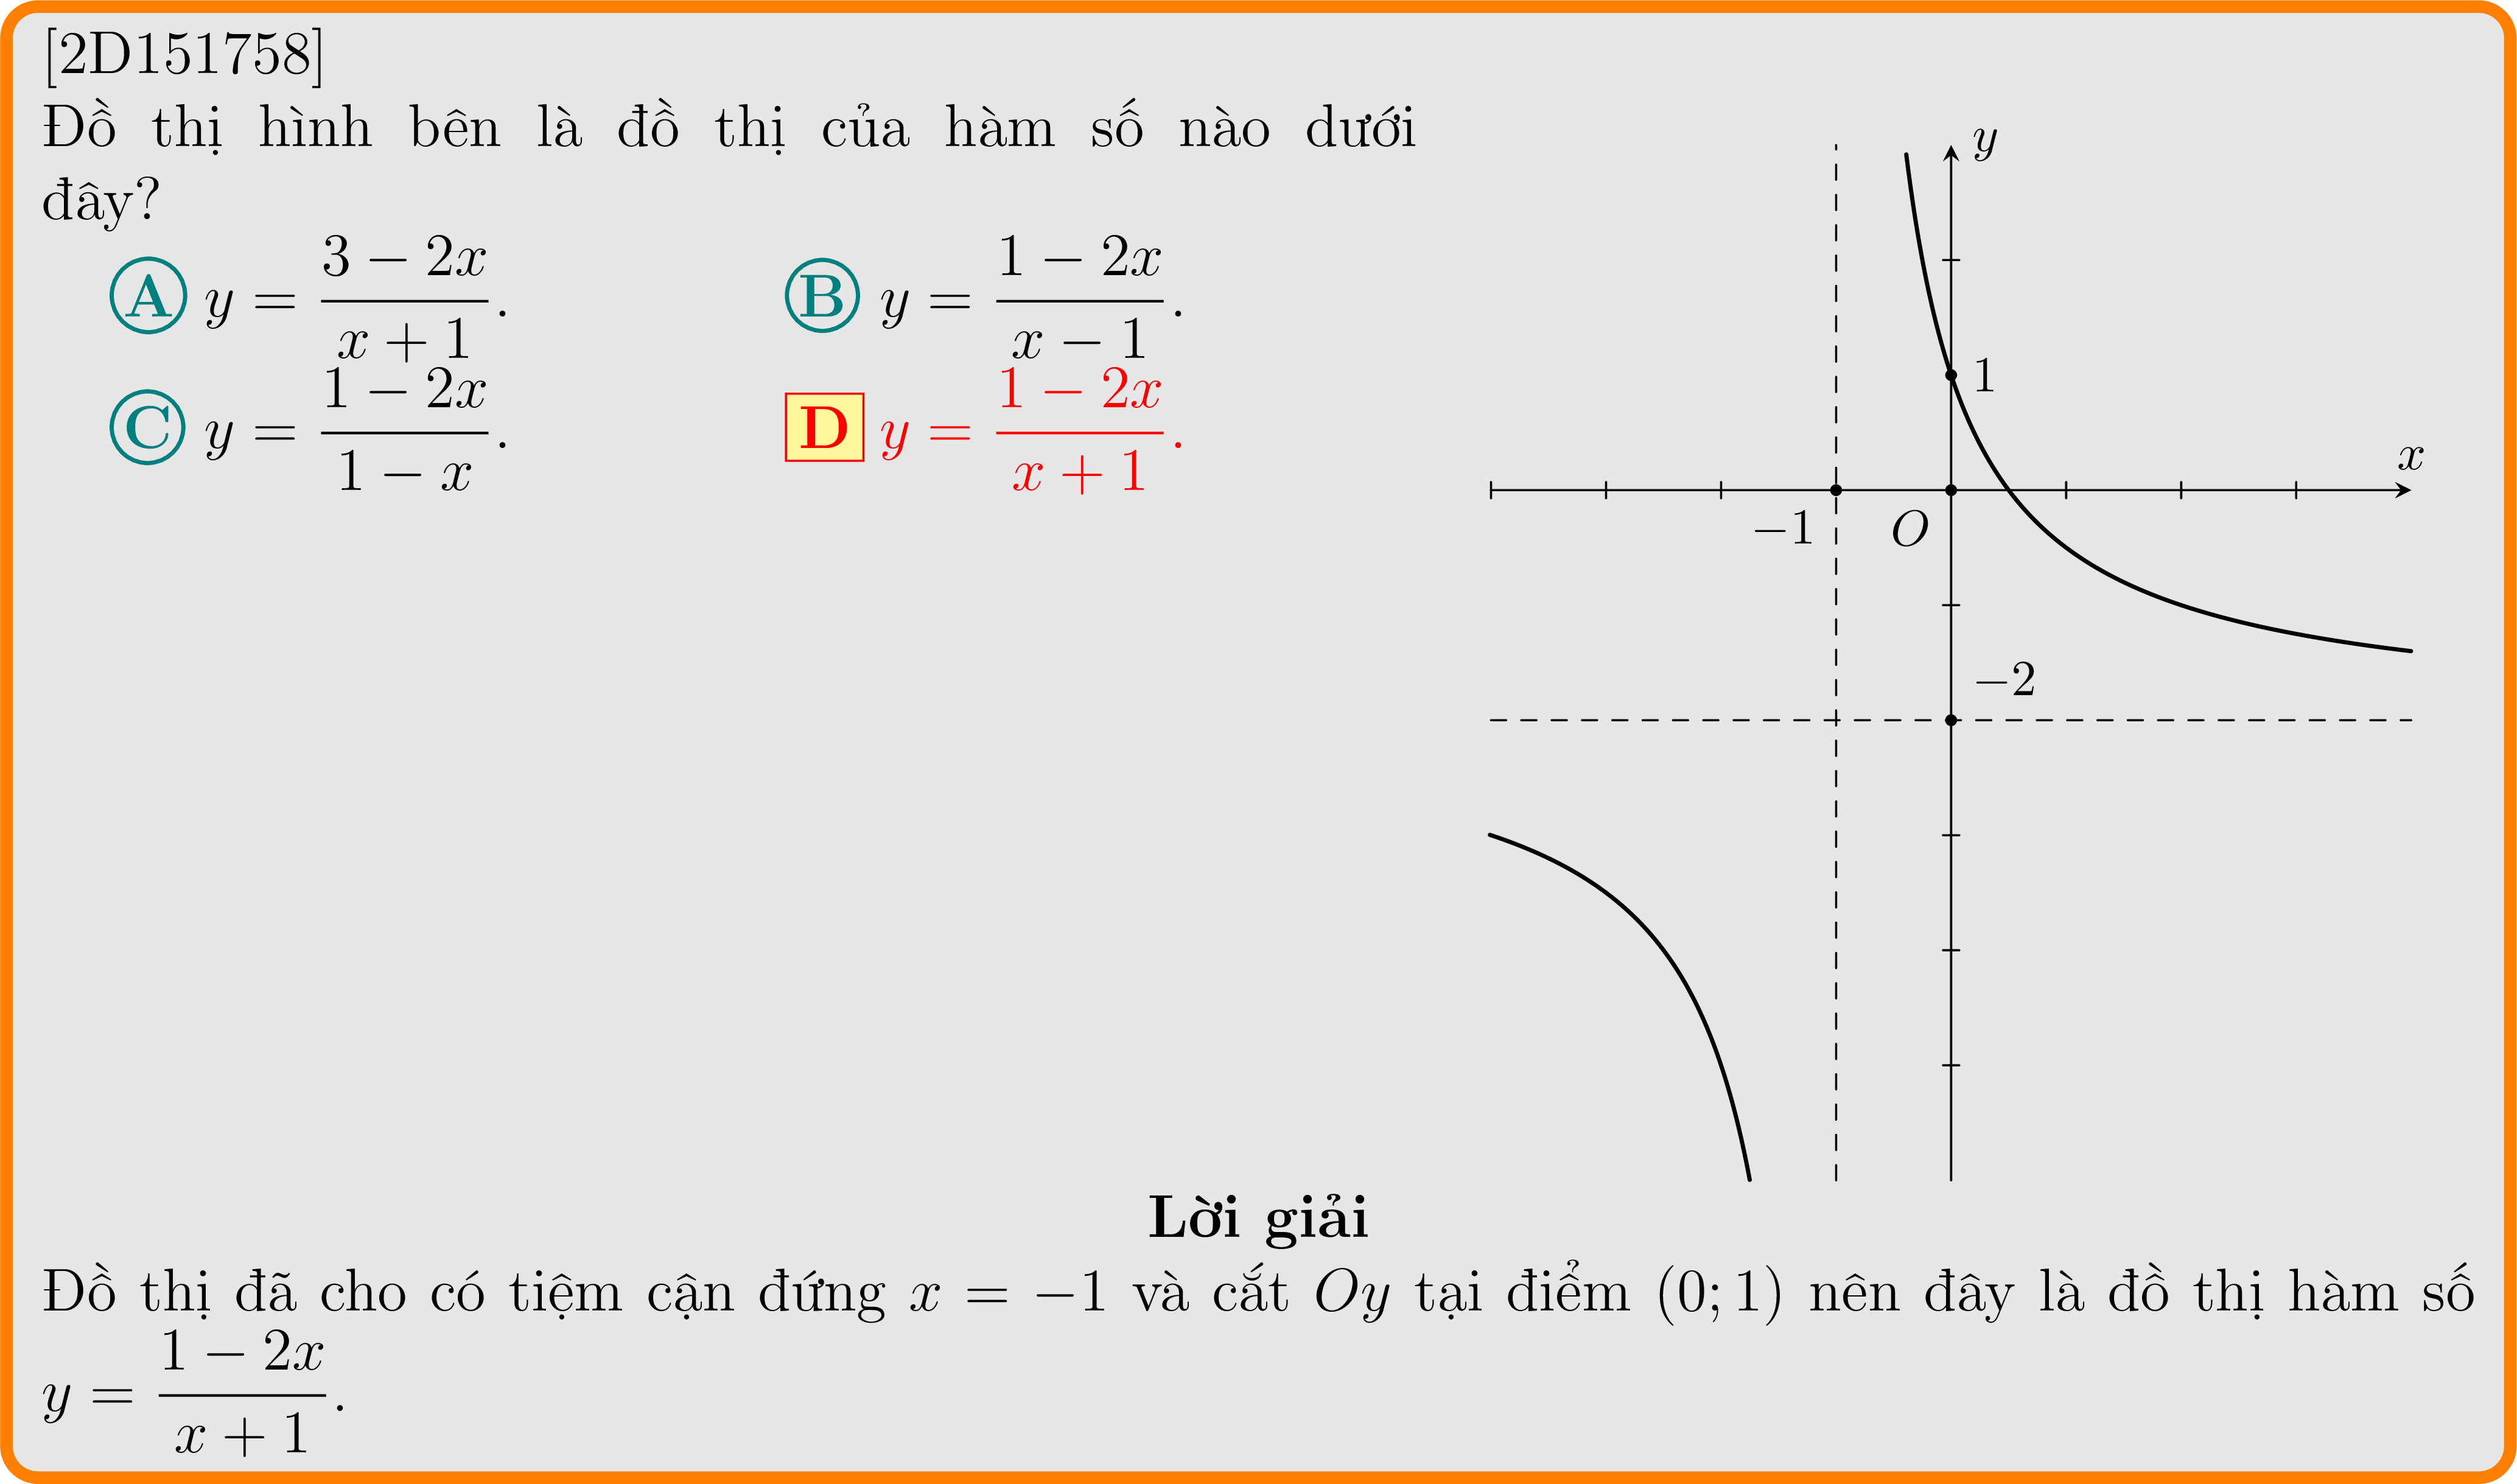 [2D151758]
Đồ thị hình bên là đồ thị của hàm số nào dưới
đây?
A y = \frac{3 − 2x}{x + 1}.
B y = \frac{1 − 2x}{x − 1}.
C y = \frac{1 − 2x}{1 − x}.
D y = \frac{1 − 2x}{x + 1}.
y
1
x
−1
O
−2
Lời giải
Đồ thị đã cho có tiệm cận đứng x = −1 và cắt Oy tại điểm (0; 1) nên đây là đồ thị hàm số
y = \frac{1 − 2x}{x + 1}.